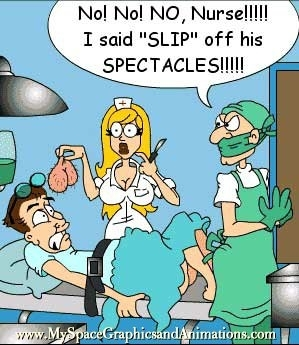 No! No! NO, Nurse!!!!!
I said "SLIP" off his
SPECTACLES!!!!!
www.MySpaceGraphicsandAnimations.com